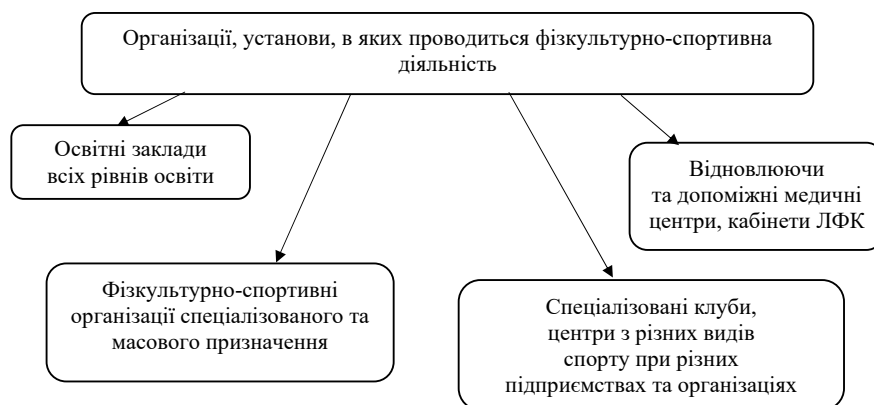 Організації, установи, в яких проводиться фізкультурно-спортивна
діяльність
Освітні заклади
всіх рівнів освіти
Відновлюючи
та допоміжні медичні
центри, кабінети ЛФК
Фізкультурно-спортивні
організації спеціалізованого та
масового призначення
Спеціалізовані клуби,
центри з різних видів
спорту при різних
підприємствах та організаціях